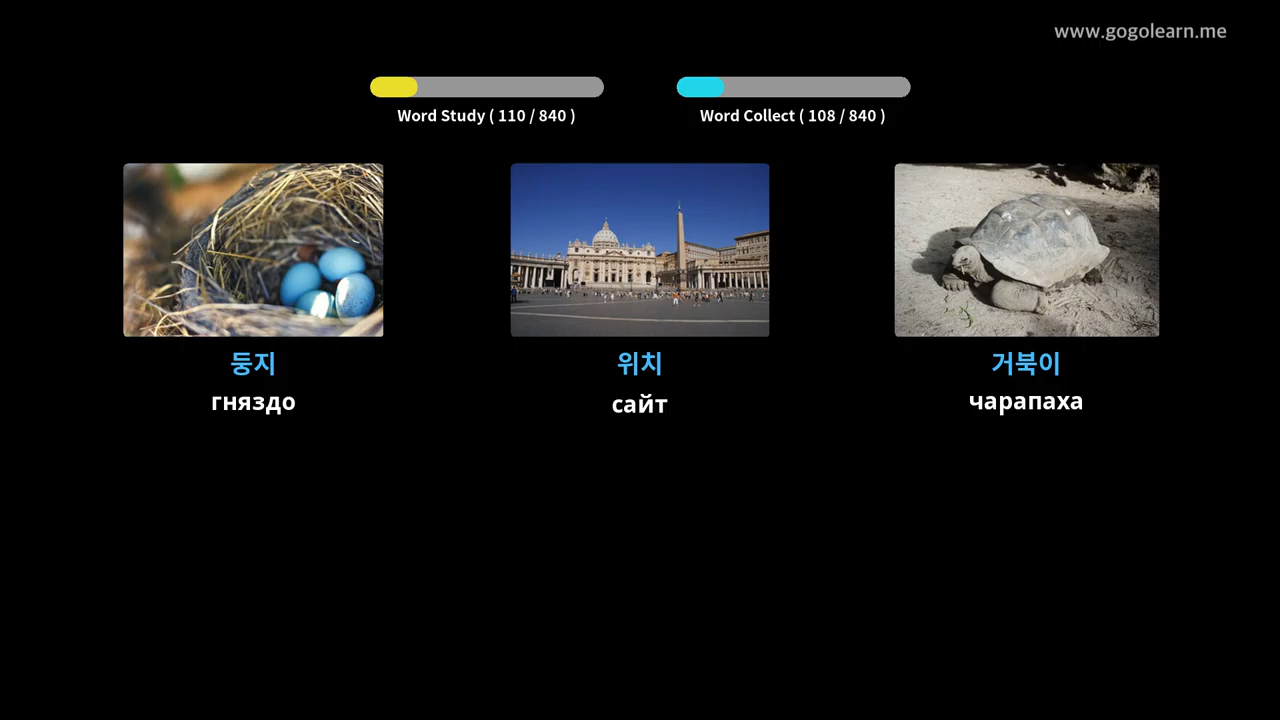 www.gogolearn.me
Word Study ( 110 / 840 )
Word Collect ( 108 / 840 )
둥지
위치
거북이
гняздо
сайт
чарапаха